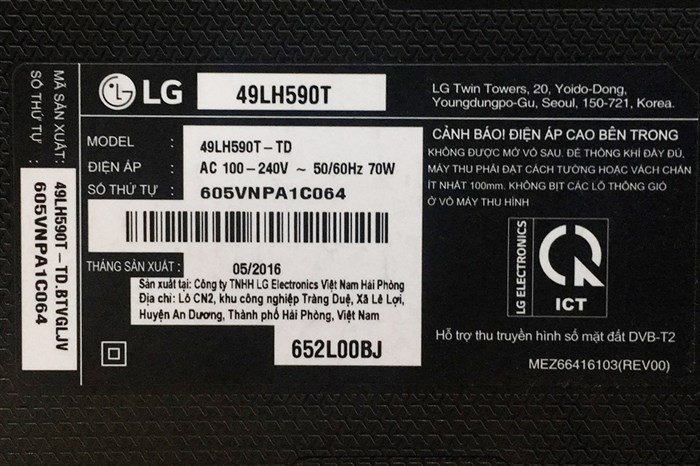 MÃ SẢN XUẤT:
SỐ THỨ TỰ :
49LH590T - TD.BTVGLJV
605VNPA1C064
LG
49LH590T
LG Twin Towers, 20, Yoido-Dong,
Youngdungpo-Gu, Seoul, 150-721, Korea.
MODEL :
49LH590T-TD
ĐIỆN ÁP :
AC 100-240V ~ 50/60Hz 70W
SỐ THỨ TỰ :
605VNPA1C064
THÁNG SẢN XUẤT :
05/2016
Sản xuất tại: Công ty TNHH LG Electronics Việt Nam Hải Phòng
Địa chỉ: Lô CN2, khu công nghiệp Tràng Duệ, Xã Lê Lợi,
Huyện An Dương, Thành phố Hải Phòng, Việt Nam
652L00BJ
CẢNH BÁO! ĐIỆN ÁP CAO BÊN TRONG
KHÔNG ĐƯỢC MỞ VỎ SAU. ĐỂ THÔNG KHÍ ĐẦY ĐỦ,
MÁY THU PHẢI ĐẶT CÁCH TƯỜNG HOẶC VÁCH CHẮN
ÍT NHẤT 100mm. KHÔNG BỊT CÁC LỖ THÔNG GIÓ
Ở VỎ MÁY THU HÌNH
LG ELECTRONICS
ICT
Hỗ trợ thu truyền hình số mặt đất DVB-T2
MEZ66416103(REV00)